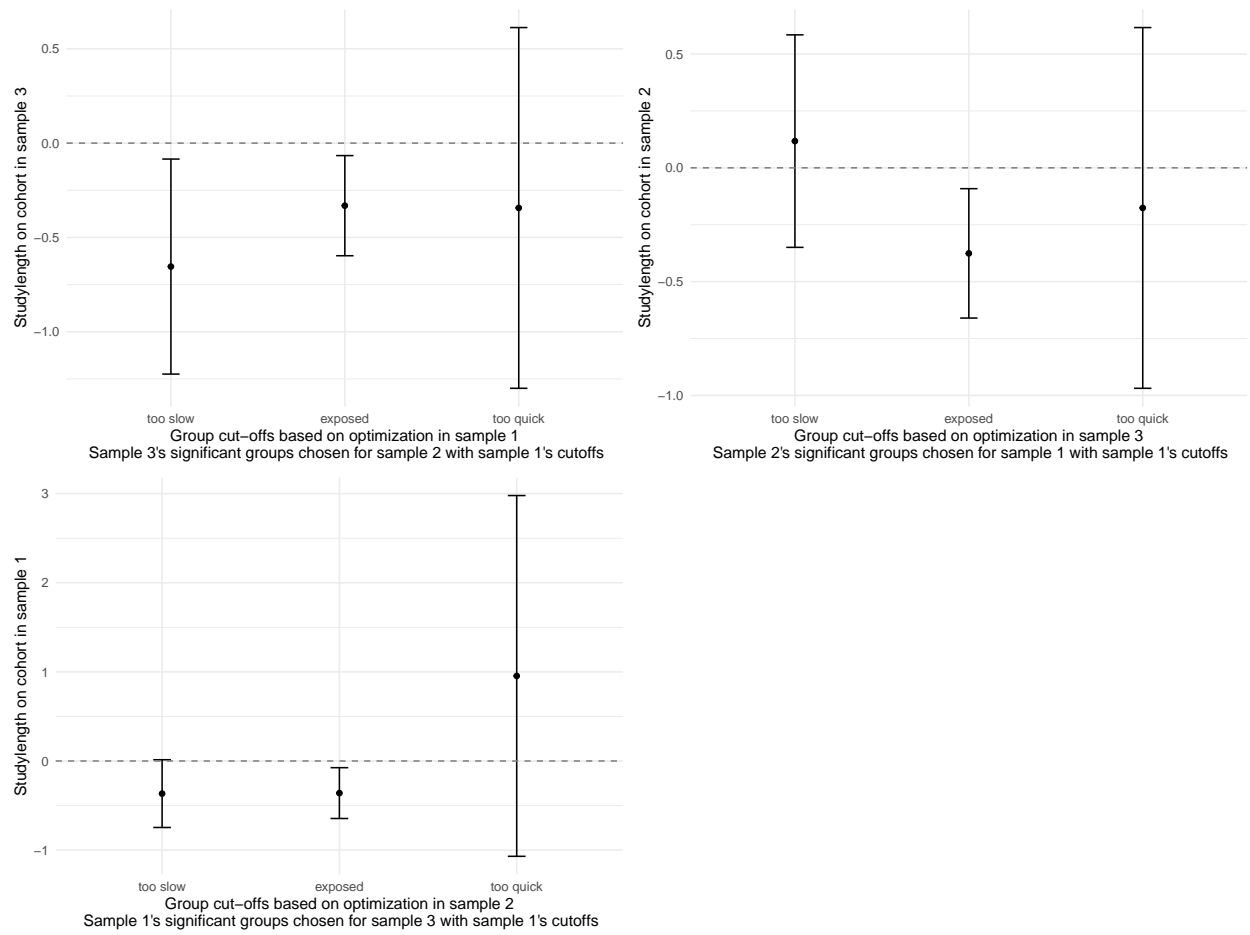 Studylength on cohort in sample 3
0.5
0.0
−0.5
−1.0
too slow exposed too quick
Group cut−offs based on optimization in sample 1
Sample 3's significant groups chosen for sample 2 with sample 1's cutoffs
Studylength on cohort in sample 2
0.5
0.0
−0.5
−1.0
too slow exposed too quick
Group cut−offs based on optimization in sample 3
Sample 2's significant groups chosen for sample 1 with sample 1's cutoffs
Studylength on cohort in sample 1
3
2
1
0
−1
too slow exposed too quick
Group cut−offs based on optimization in sample 2
Sample 1's significant groups chosen for sample 3 with sample 1's cutoffs